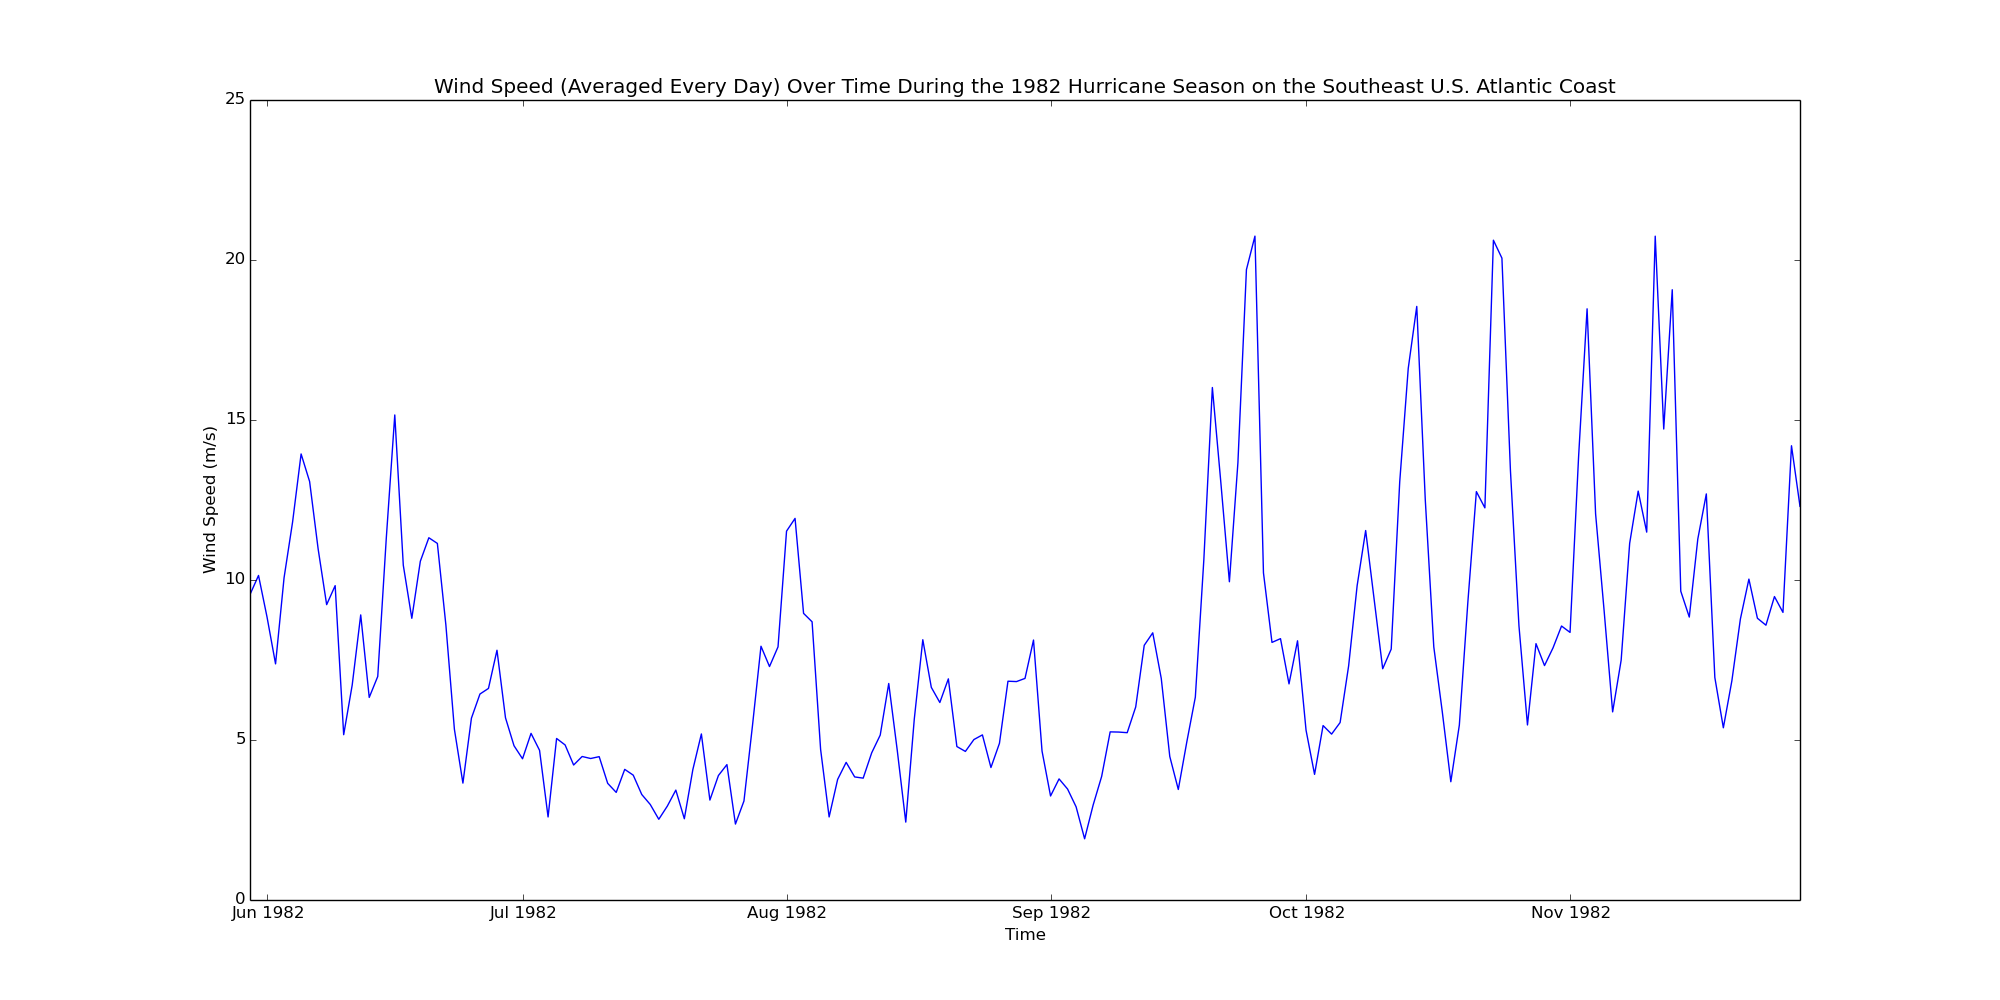 Wind Speed (Averaged Every Day) Over Time During the 1982 Hurricane Season on the Southeast U.S. Atlantic Coast
25
20
15
10
5
0
Wind Speed (m/s)
Jun 1982 Jul 1982 Aug 1982 Sep 1982 Oct 1982 Nov 1982
Time